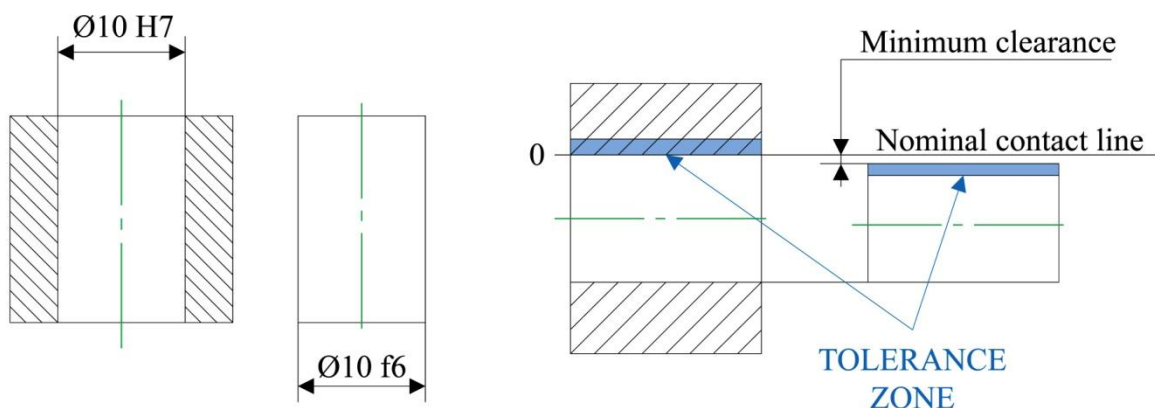 Ø10 H7
Ø10 f6
Minimum clearance
0
Nominal contact line
TOLERANCE
ZONE